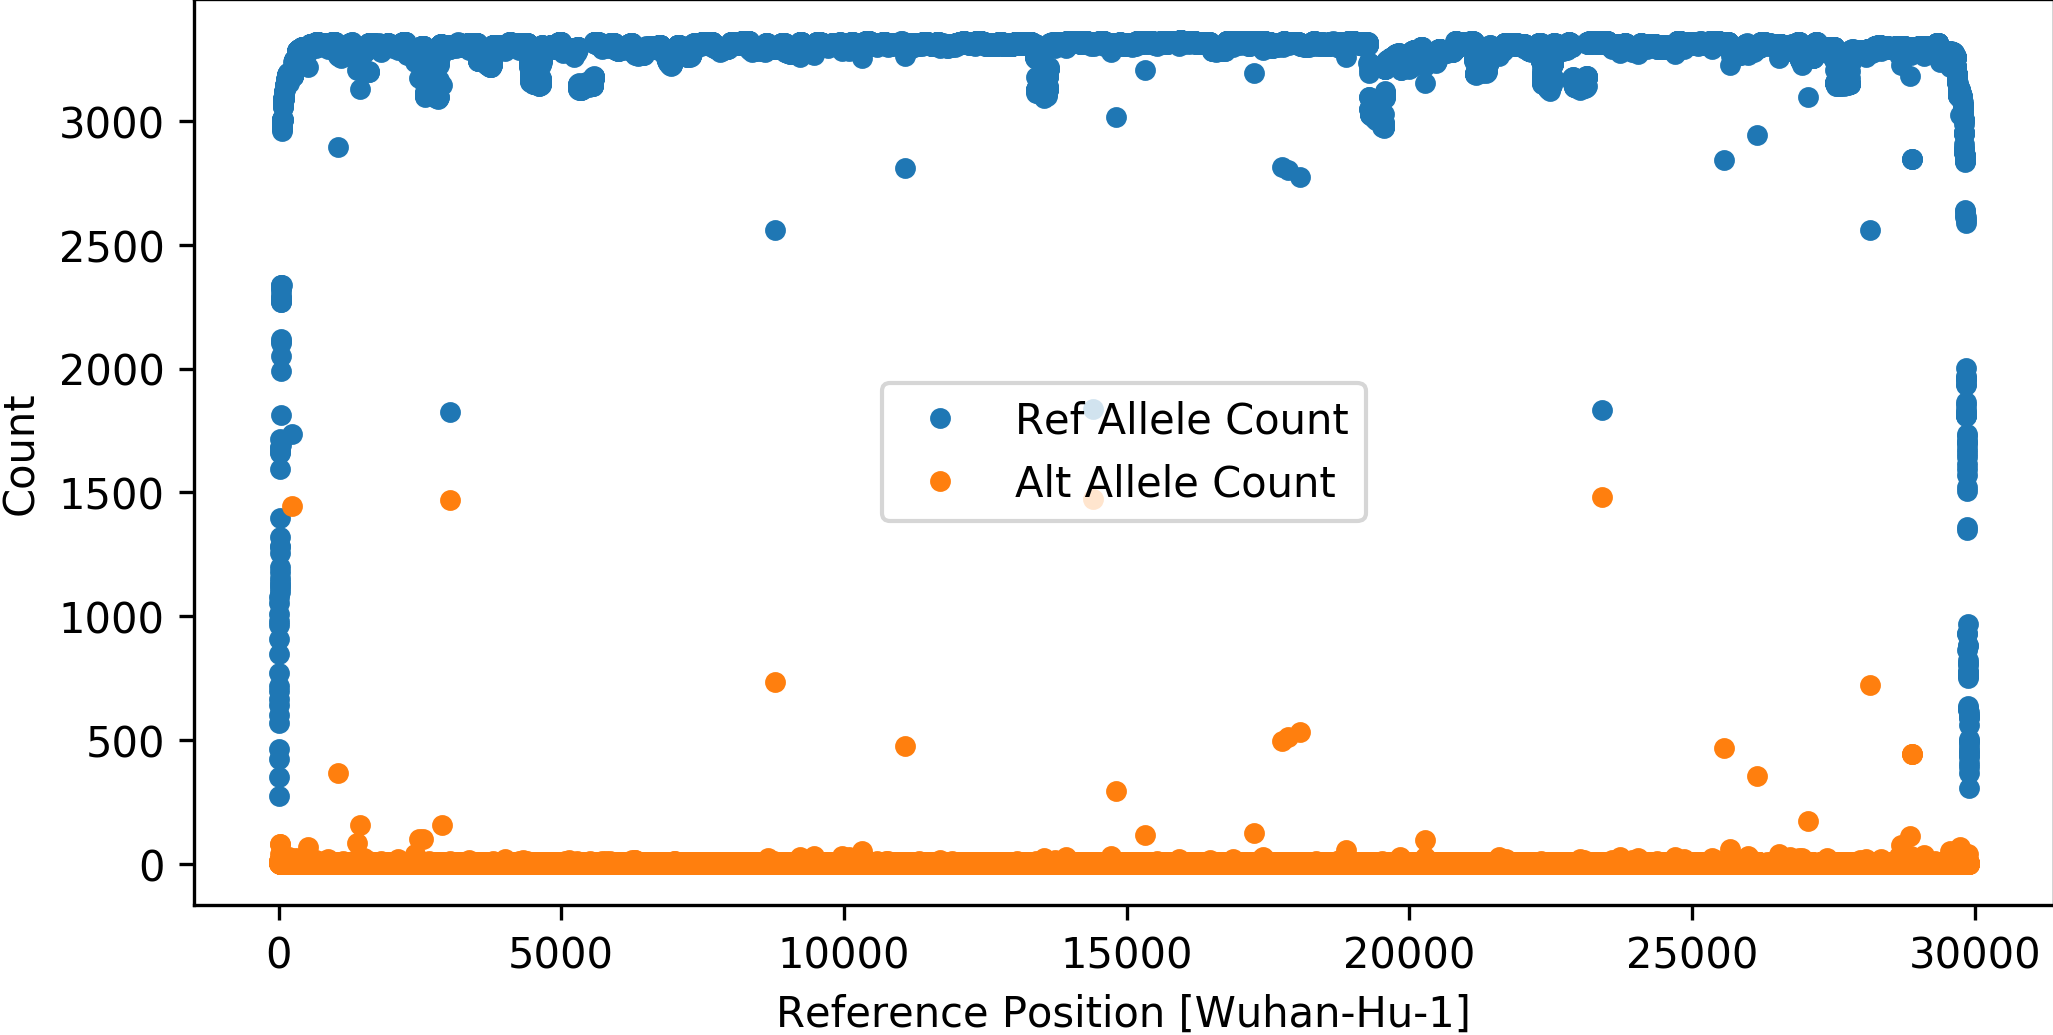 3000
2500
2000
1500
1000
500
0
Count
Ref Allele Count
Alt Allele Count
0 5000 10000 15000 20000 25000 30000
Reference Position [Wuhan-Hu-1]